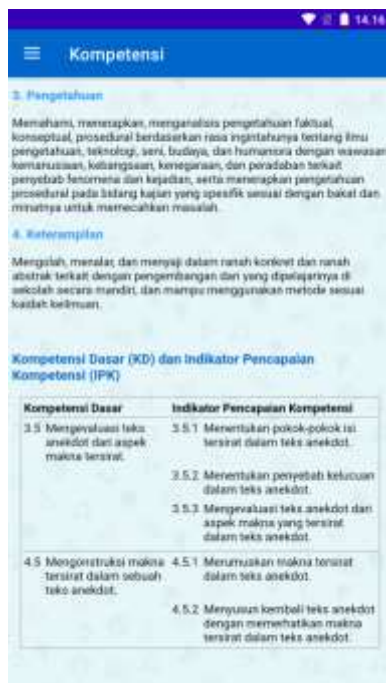 14.16
Kompetensi
3. Pengetahuan
Memahami, menerapkan, menganalisis pengetahuan faktual,
konseptual, prosedural berdasarkan rasa ingintahunya tentang ilmu
pengetahuan, teknologi, seni, budaya, dan humaniora dengan wawasan
kemanusiaan, kebangsaan, kenegaraan, dan peradaban terkait
penyebab fenomena dan kejadian, serta menerapkan pengetahuan
prosedural pada bidang kajian yang spesifik sesuai dengan bakat dan
minatnya untuk memecahkan masalah.
4. Keterampilan
Mengolah, menalar, dan menyaji dalam ranah konkret dan ranah
abstrak terkait dengan pengembangan dari yang dipelajarinya di
sekolah secara mandiri, dan mampu menggunakan metode sesuai
kaidah keilmuan.
Kompetensi Dasar (KD) dan Indikator Pencapaian
Kompetensi (IPK)
Kompetensi Dasar Indikator Pencapaian Kompetensi
3.5 Mengevaluasi teks 3.5.1 Menentukan pokok-pokok isi
anekdot dari aspek tersirat dalam teks anekdot.
makna tersirat.
3.5.2 Menentukan penyebab kelucuan
dalam teks anekdot.
3.5.3 Mengevaluasi teks anekdot dari
aspek makna yang tersirat
dalam teks anekdot.
4.5 Mengonstruksi makna 4.5.1 Merumuskan makna tersirat
tersirat dalam sebuah dalam teks anekdot.
teks anekdot.
4.5.2 Menyusun kembali teks anekdot
dengan memerhatikan makna
tersirat dalam teks anekdot.